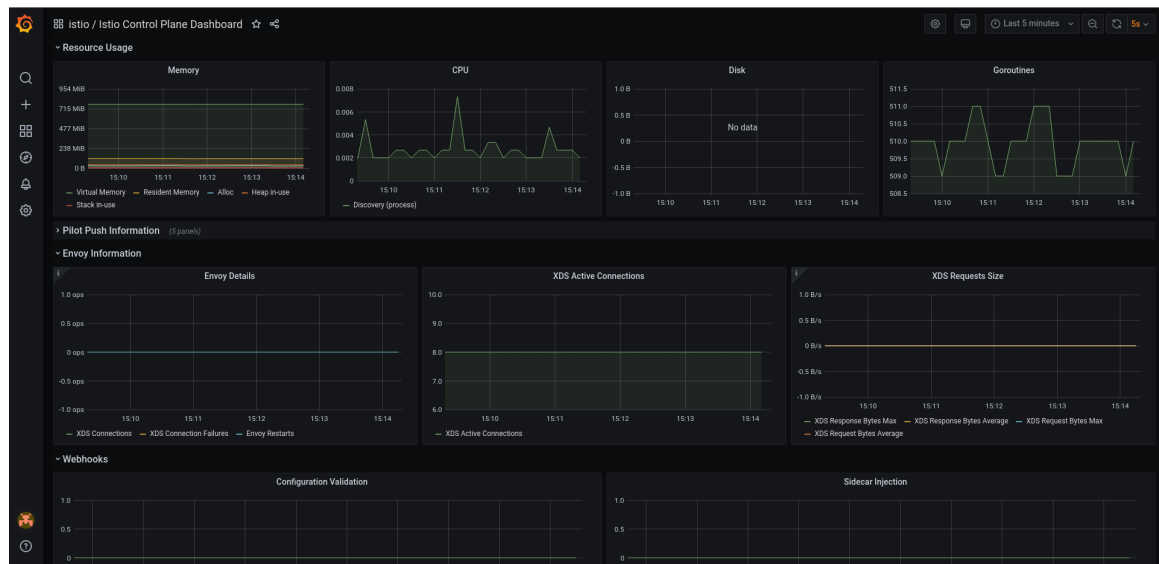 istio / Istio Control Plane Dashboard
Last 5 minutes
5s
Resource Usage
Memory
954 MiB
715 MiB
477 MiB
238 MiB
0 B
15:10 15:11 15:12 15:13 15:14
Virtual Memory Resident Memory Alloc Heap in-use
Stack in-use
CPU
0.008
0.006
0.004
0.002
0
15:10 15:11 15:12 15:13 15:14
Discovery (process)
Disk
1.0 B
0.5 B
0 B
-0.5 B
-1.0 B
No data
15:10 15:11 15:12 15:13 15:14
Goroutines
511.5
511.0
510.5
510.0
509.5
509.0
508.5
15:10 15:11 15:12 15:13 15:14
Pilot Push Information (5 panels)
Envoy Information
i
Envoy Details
1.0 ops
0.5 ops
0 ops
-0.5 ops
-1.0 ops
15:10 15:11 15:12 15:13 15:14
XDS Connections XDS Connection Failures Envoy Restarts
XDS Active Connections
10.0
9.0
8.0
7.0
6.0
15:10 15:11 15:12 15:13 15:14
XDS Active Connections
i
XDS Requests Size
1.0 B/s
0.5 B/s
0 B/s
-0.5 B/s
-1.0 B/s
15:10 15:11 15:12 15:13 15:14
XDS Response Bytes Max XDS Response Bytes Average XDS Request Bytes Max
XDS Request Bytes Average
Webhooks
Configuration Validation
1.0
0.5
0
Sidecar Injection
1.0
0.5
0